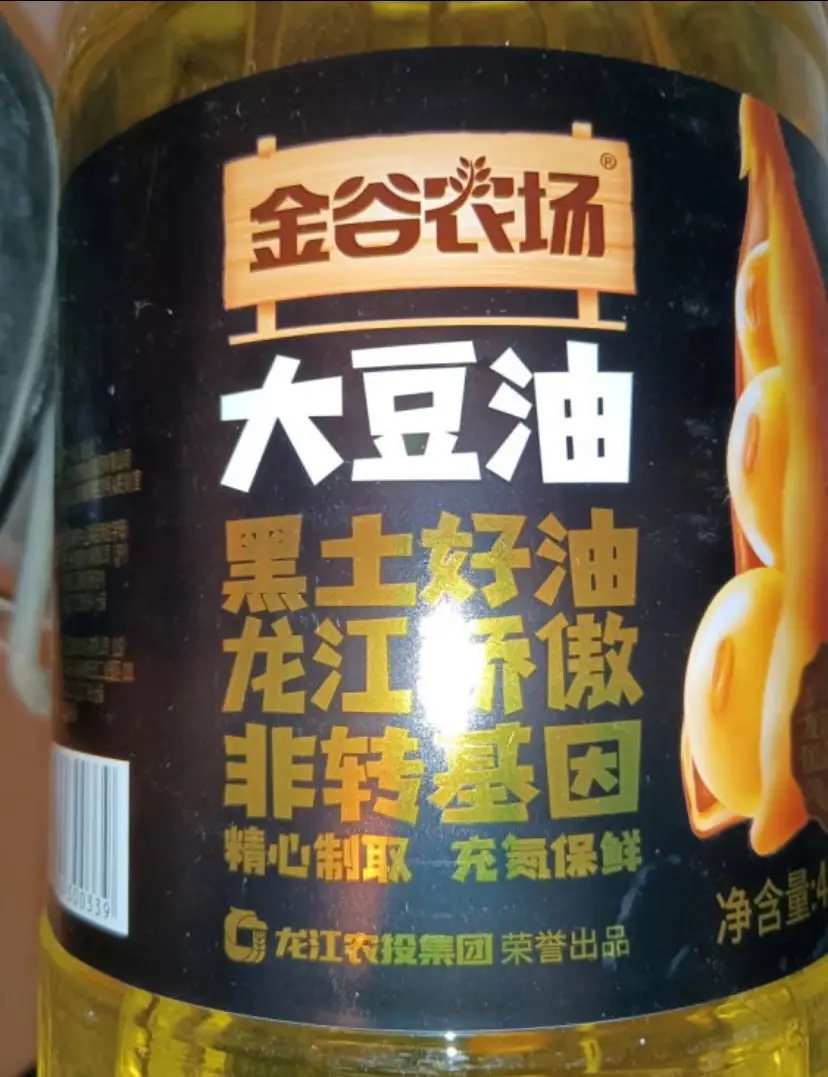 金谷农场®
大豆油
黑土好油
龙江骄傲
非转基因
精心制取 充氮保鲜
龙江农投集团 荣誉出品
净含量:4
00339